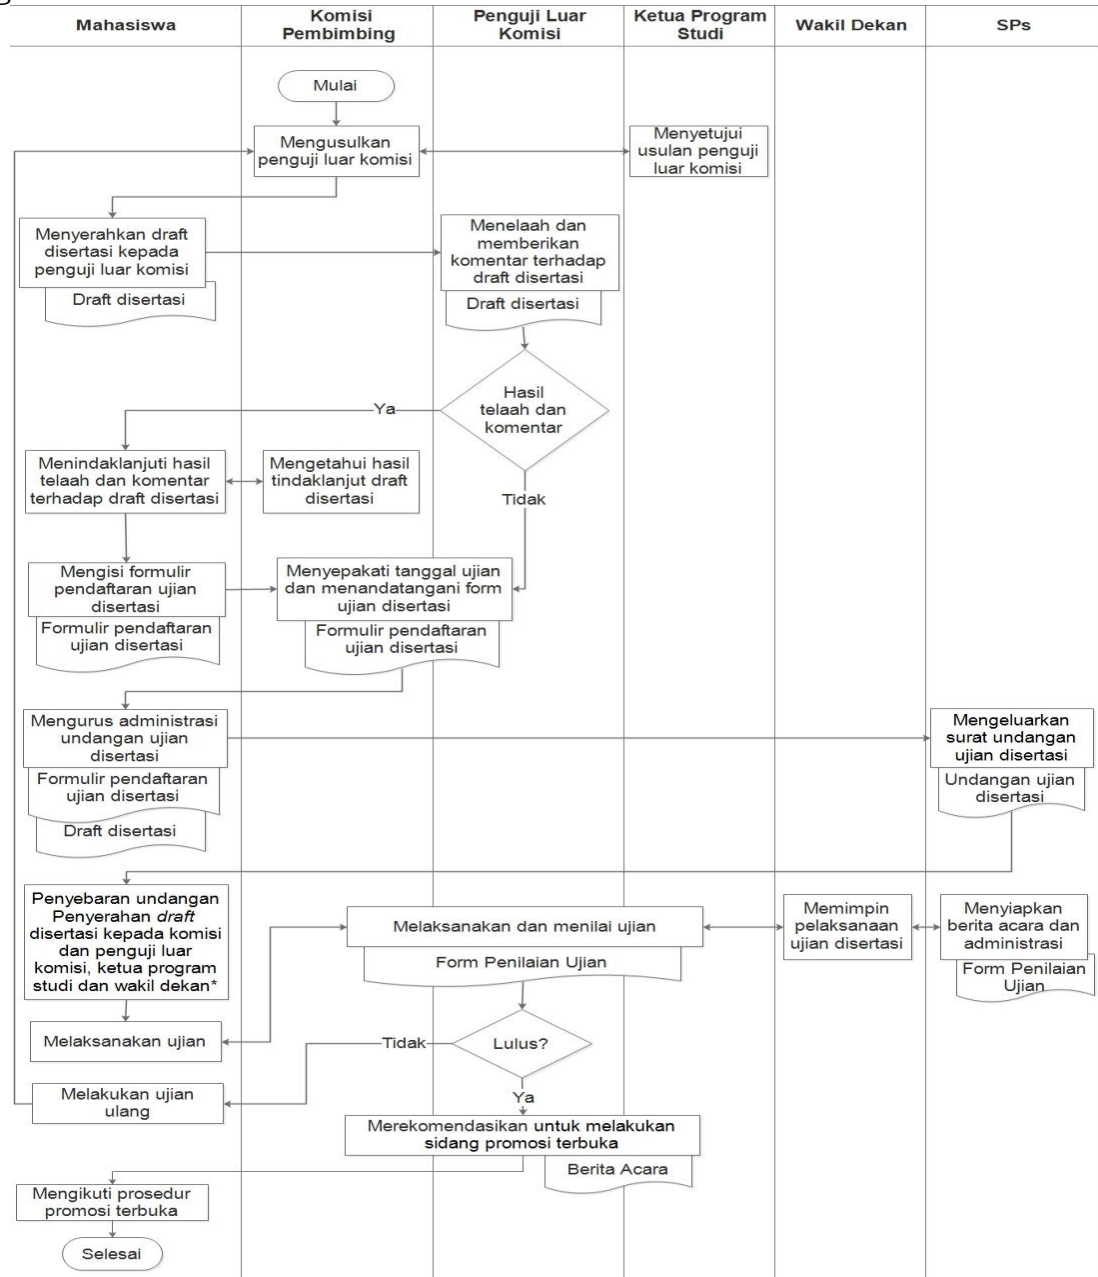 Mahasiswa
Komisi
Pembimbing
Penguji Luar
Komisi
Ketua Program
Studi
Wakil Dekan
SPs
Mulai
Mengusulkan
penguji luar komisi
Menyetujui
usulan penguji
luar komisi
Menyerahkan draft
disertasi kepada
penguji luar komisi
Draft disertasi
Menelaah dan
memberikan
komentar terhadap
draft disertasi
Draft disertasi
Hasil
telaah dan
komentar
Ya
Tidak
Menindaklanjuti hasil
telaah dan komentar
terhadap draft disertasi
Mengetahui hasil
tindaklanjut draft
disertasi
Mengisi formulir
pendaftaran ujian
disertasi
Formulir pendaftaran
ujian disertasi
Menyepakati tanggal ujian
dan menandatangani form
ujian disertasi
Formulir pendaftaran
ujian disertasi
Mengurus administrasi
undangan ujian
disertasi
Formulir pendaftaran
ujian disertasi
Draft disertasi
Mengeluarkan
surat undangan
ujian disertasi
Undangan ujian
disertasi
Penyebaran undangan
Penyerahan draft
disertasi kepada komisi
dan penguji luar
komisi, ketua program
studi dan wakil dekan*
Melaksanakan dan menilai ujian
Form Penilaian Ujian
Memimpin
pelaksanaan
ujian disertasi
Menyiapkan
berita acara dan
administrasi
Form Penilaian
Ujian
Melaksanakan ujian
Lulus?
Tidak
Ya
Melakukan ujian
ulang
Merekomendasikan untuk melakukan
sidang promosi terbuka
Berita Acara
Mengikuti prosedur
promosi terbuka
Selesai